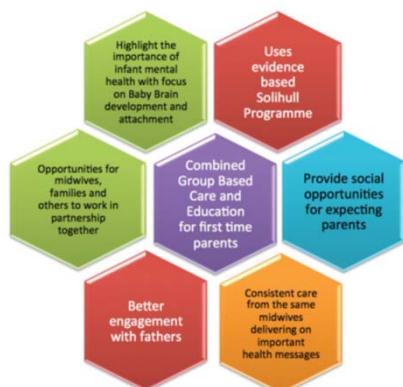 Highlight the
importance of
infant mental
health with focus
on Baby Brain
development and
attachment
Uses
evidence
based
Solihull
Programme
Opportunities for
midwives,
families and
others to work in
partnership
together
Combined
Group Based
Care and
Education
for first time
parents
Provide social
opportunities
for expecting
parents
Better
engagement
with fathers
Consistent care
from the same
midwives
delivering on
important
health messages